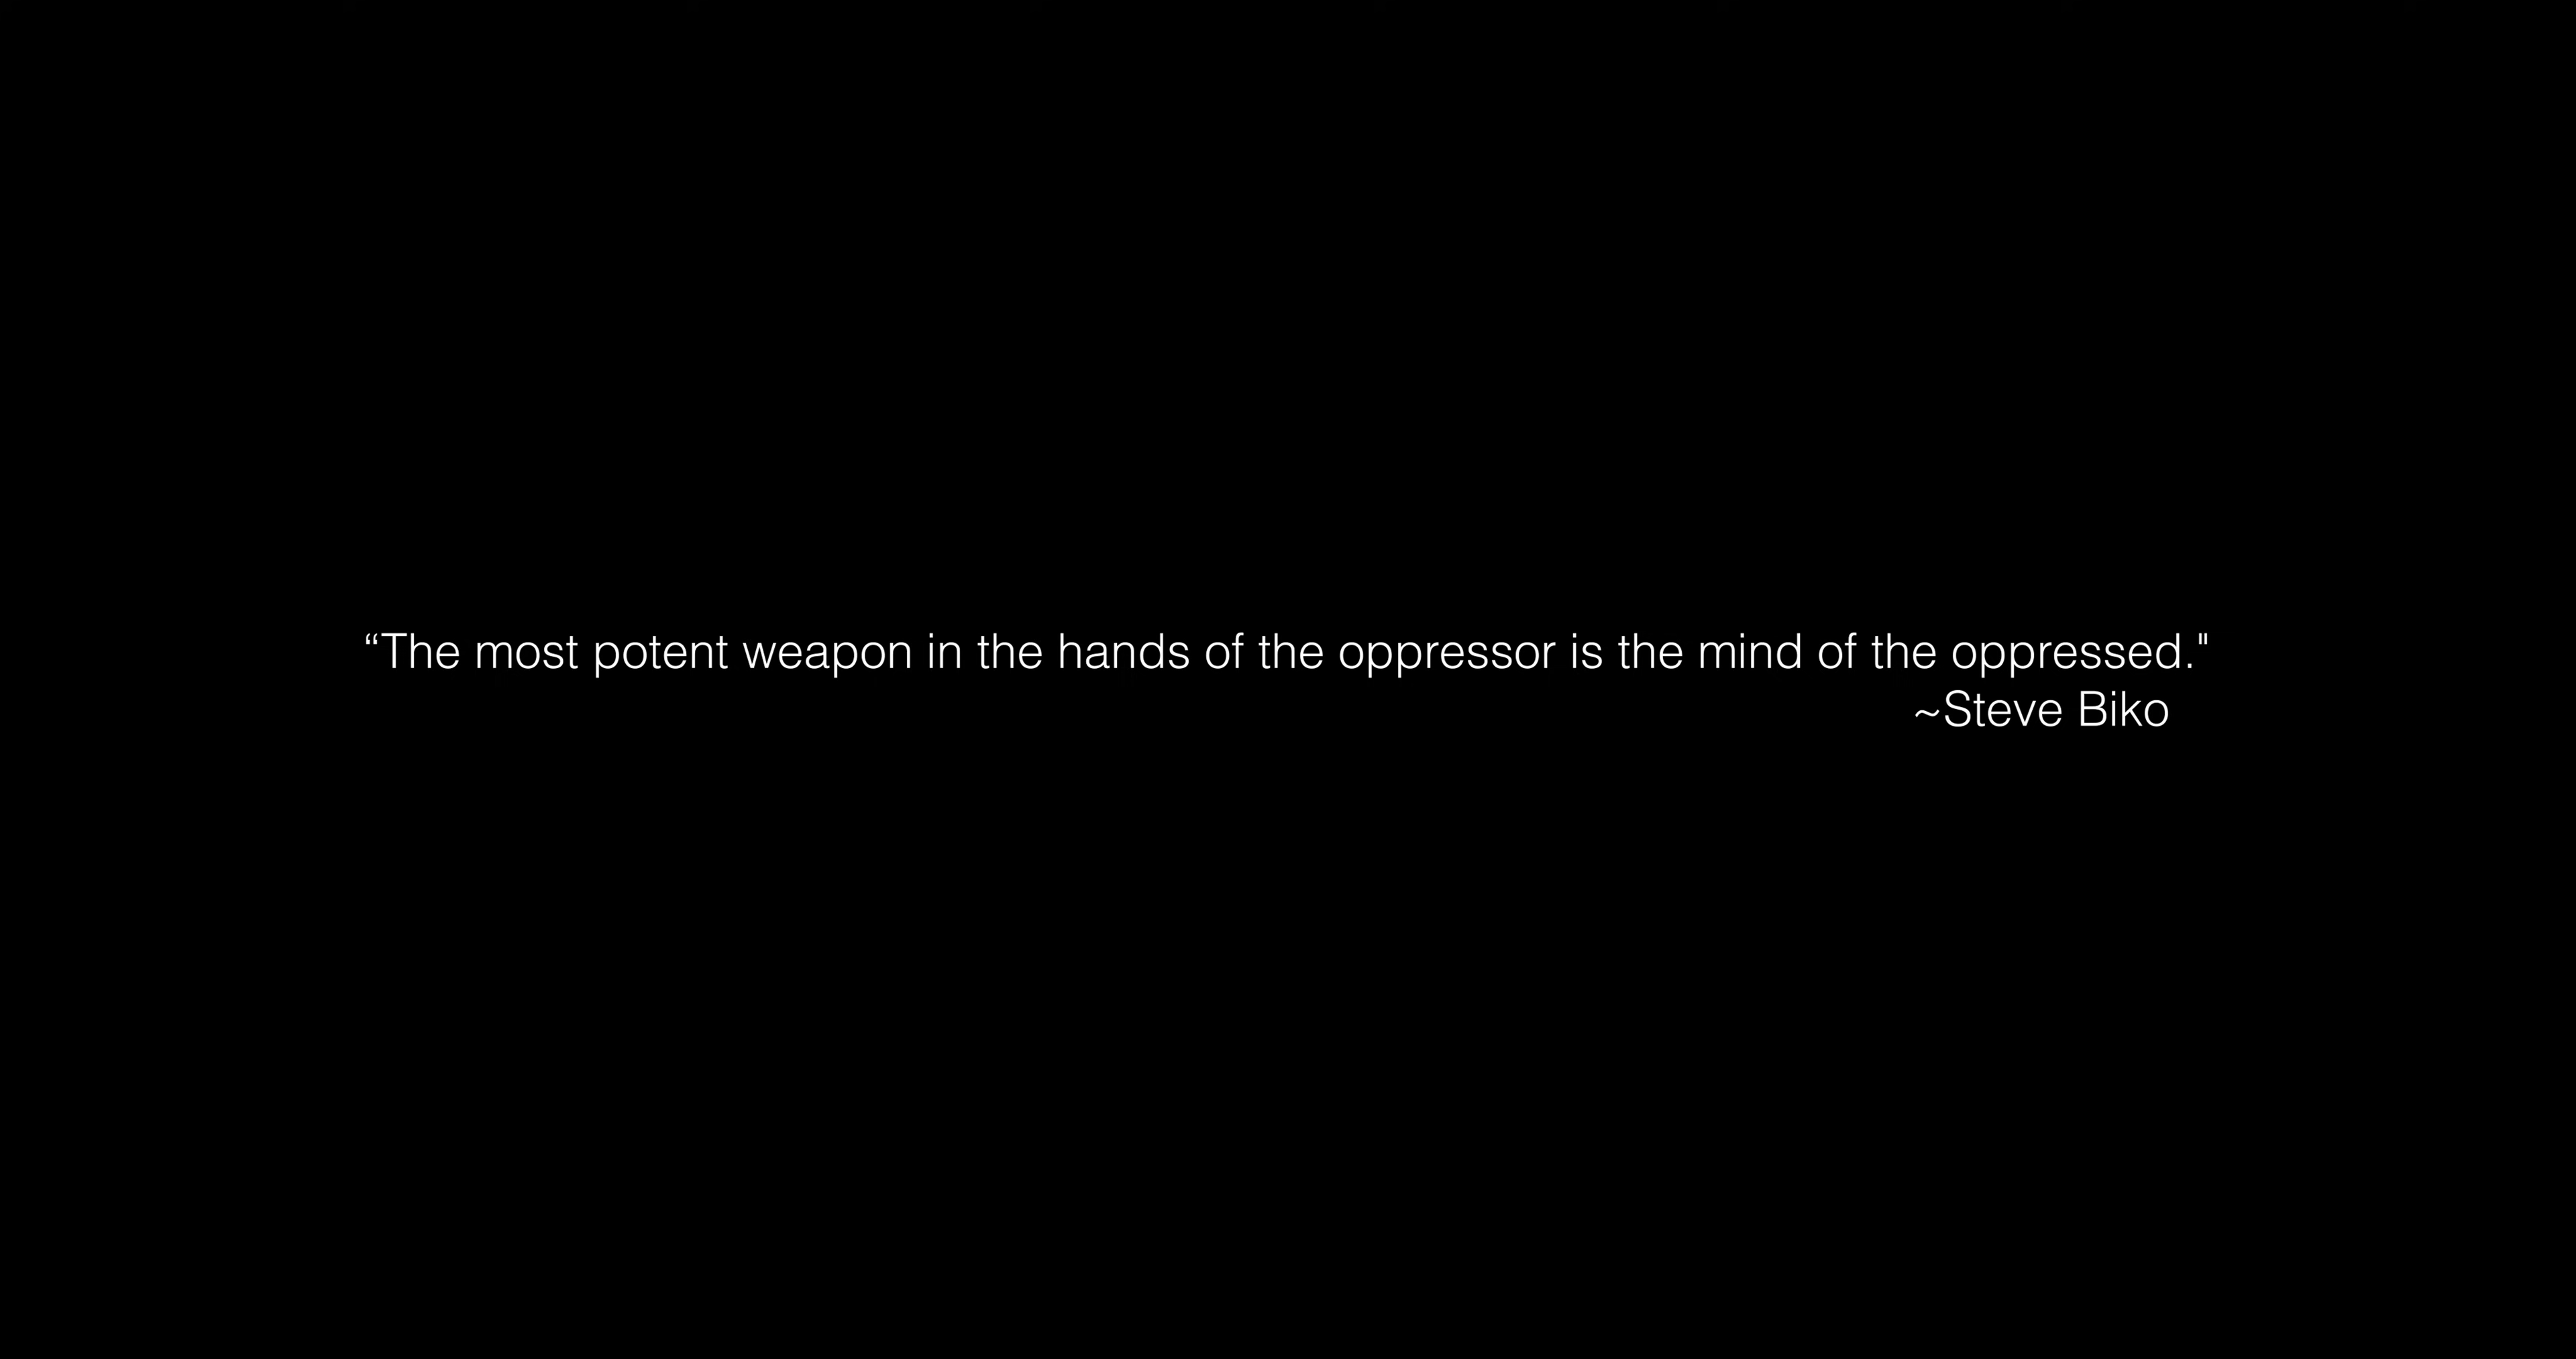 “The most potent weapon in the hands of the oppressor is the mind of the oppressed."
~Steve Biko